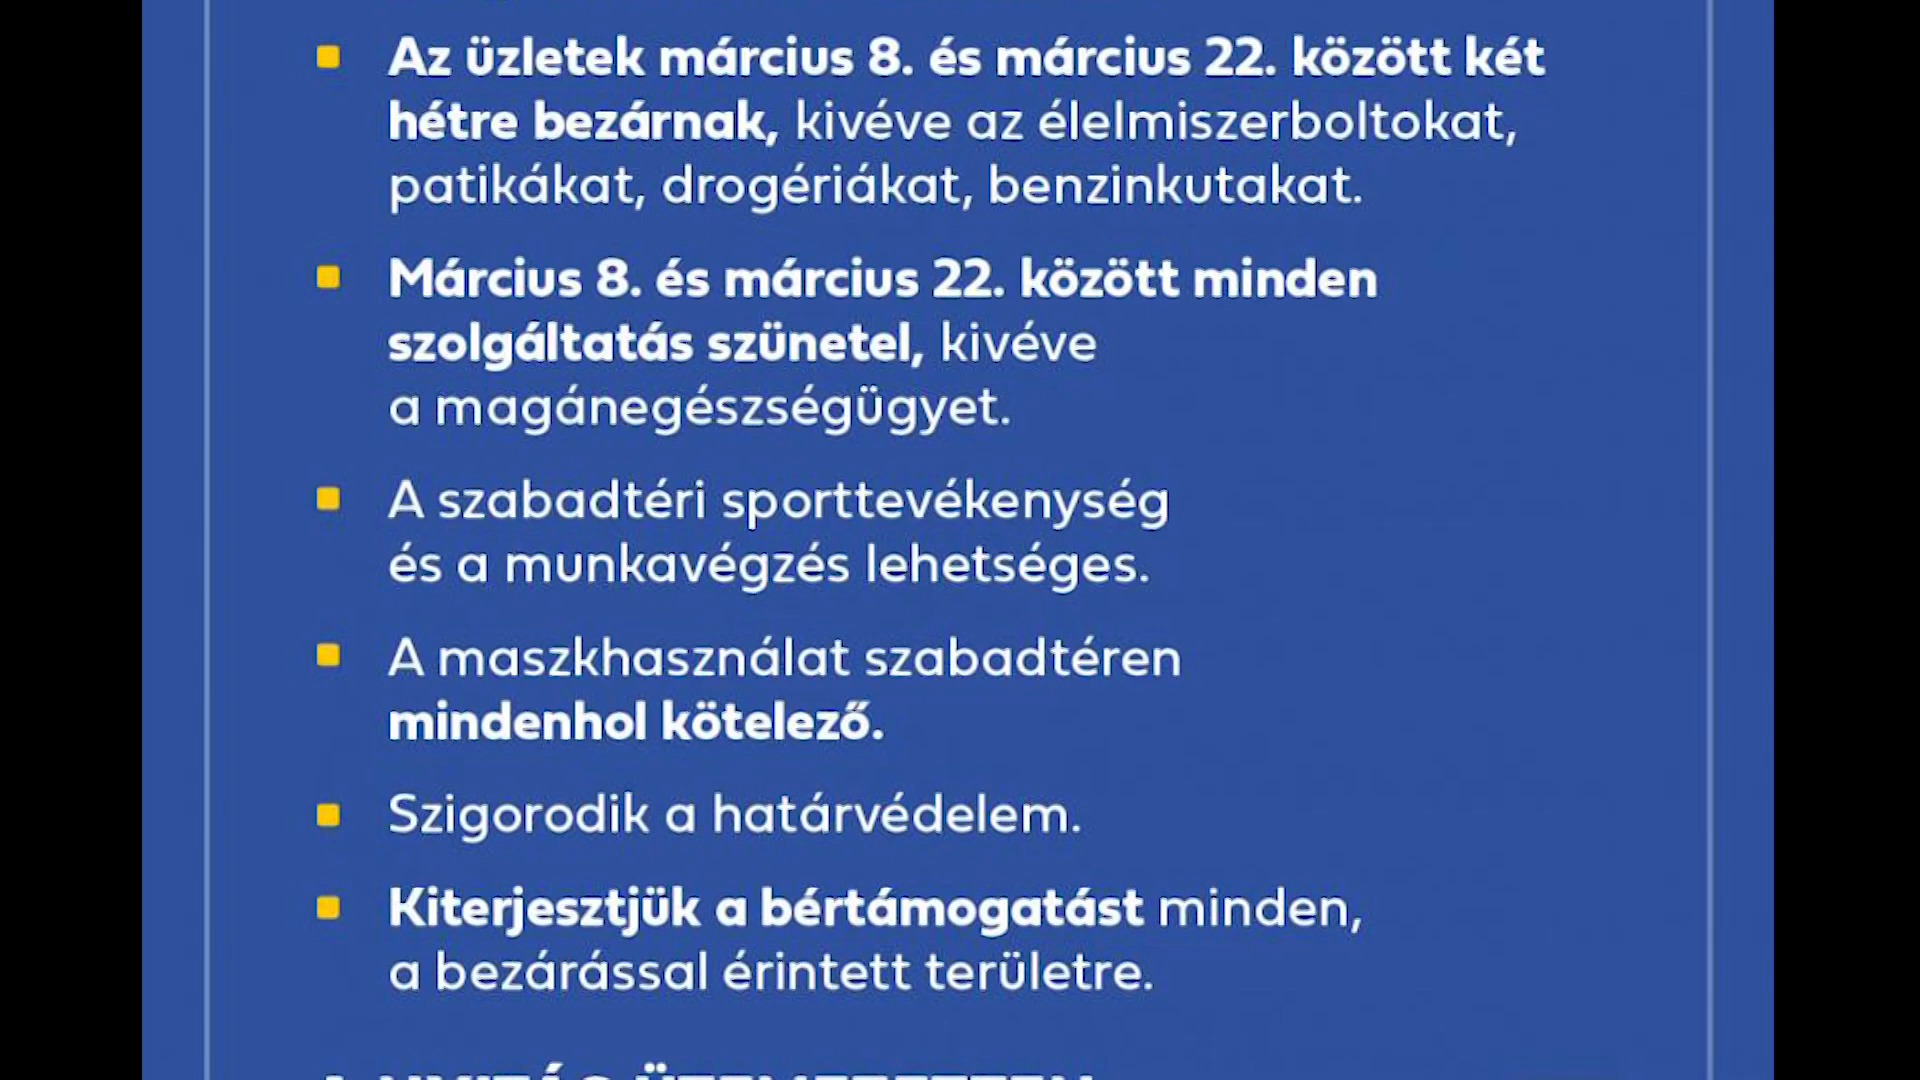 Az üzletek március 8. és március 22. között két
hétre bezárnak, kivéve az élelmiszerboltokat,
patikákat, drogériákat, benzinkutakat.
Március 8. és március 22. között minden
szolgáltatás szünetel, kivéve
a magánegészségügyet.
A szabadtéri sporttevékenység
és a munkavégzés lehetséges.
A maszkhasználat szabadtéren
mindenhol kötelező.
Szigorodik a határvédelem.
Kiterjesztjük a bértámogatást minden,
a bezárással érintett területre.